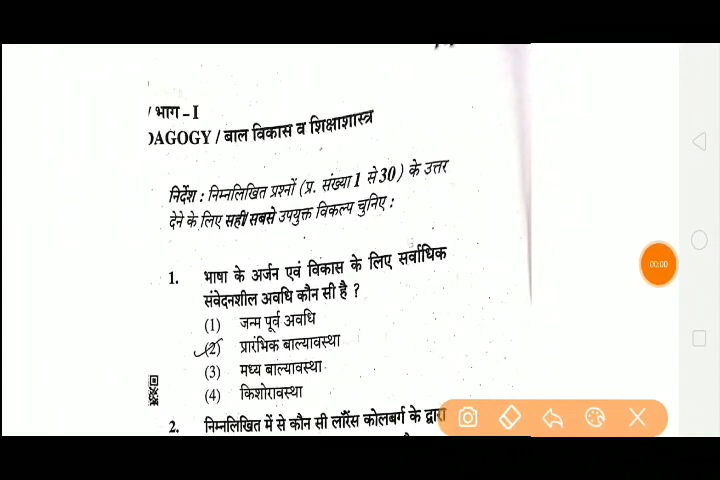 / भाग – I
DAGOGY / बाल विकास व शिक्षाशास्त्र
निर्देश : निम्नलिखित प्रश्नों (प्र. संख्या 1 से 30) के उत्तर
देने के लिए सही/सबसे उपयुक्त विकल्प चुनिए :
1. भाषा के अर्जन एवं विकास के लिए सर्वाधिक
संवेदनशील अवधि कौन सी है ?
(1) जन्म पूर्व अवधि
(2) प्रारंभिक बाल्यावस्था
(3) मध्य बाल्यावस्था
(4) किशोरावस्था
2. निम्नलिखित में से कौन सी लॉरेंस कोलबर्ग के द्वारा
00:00